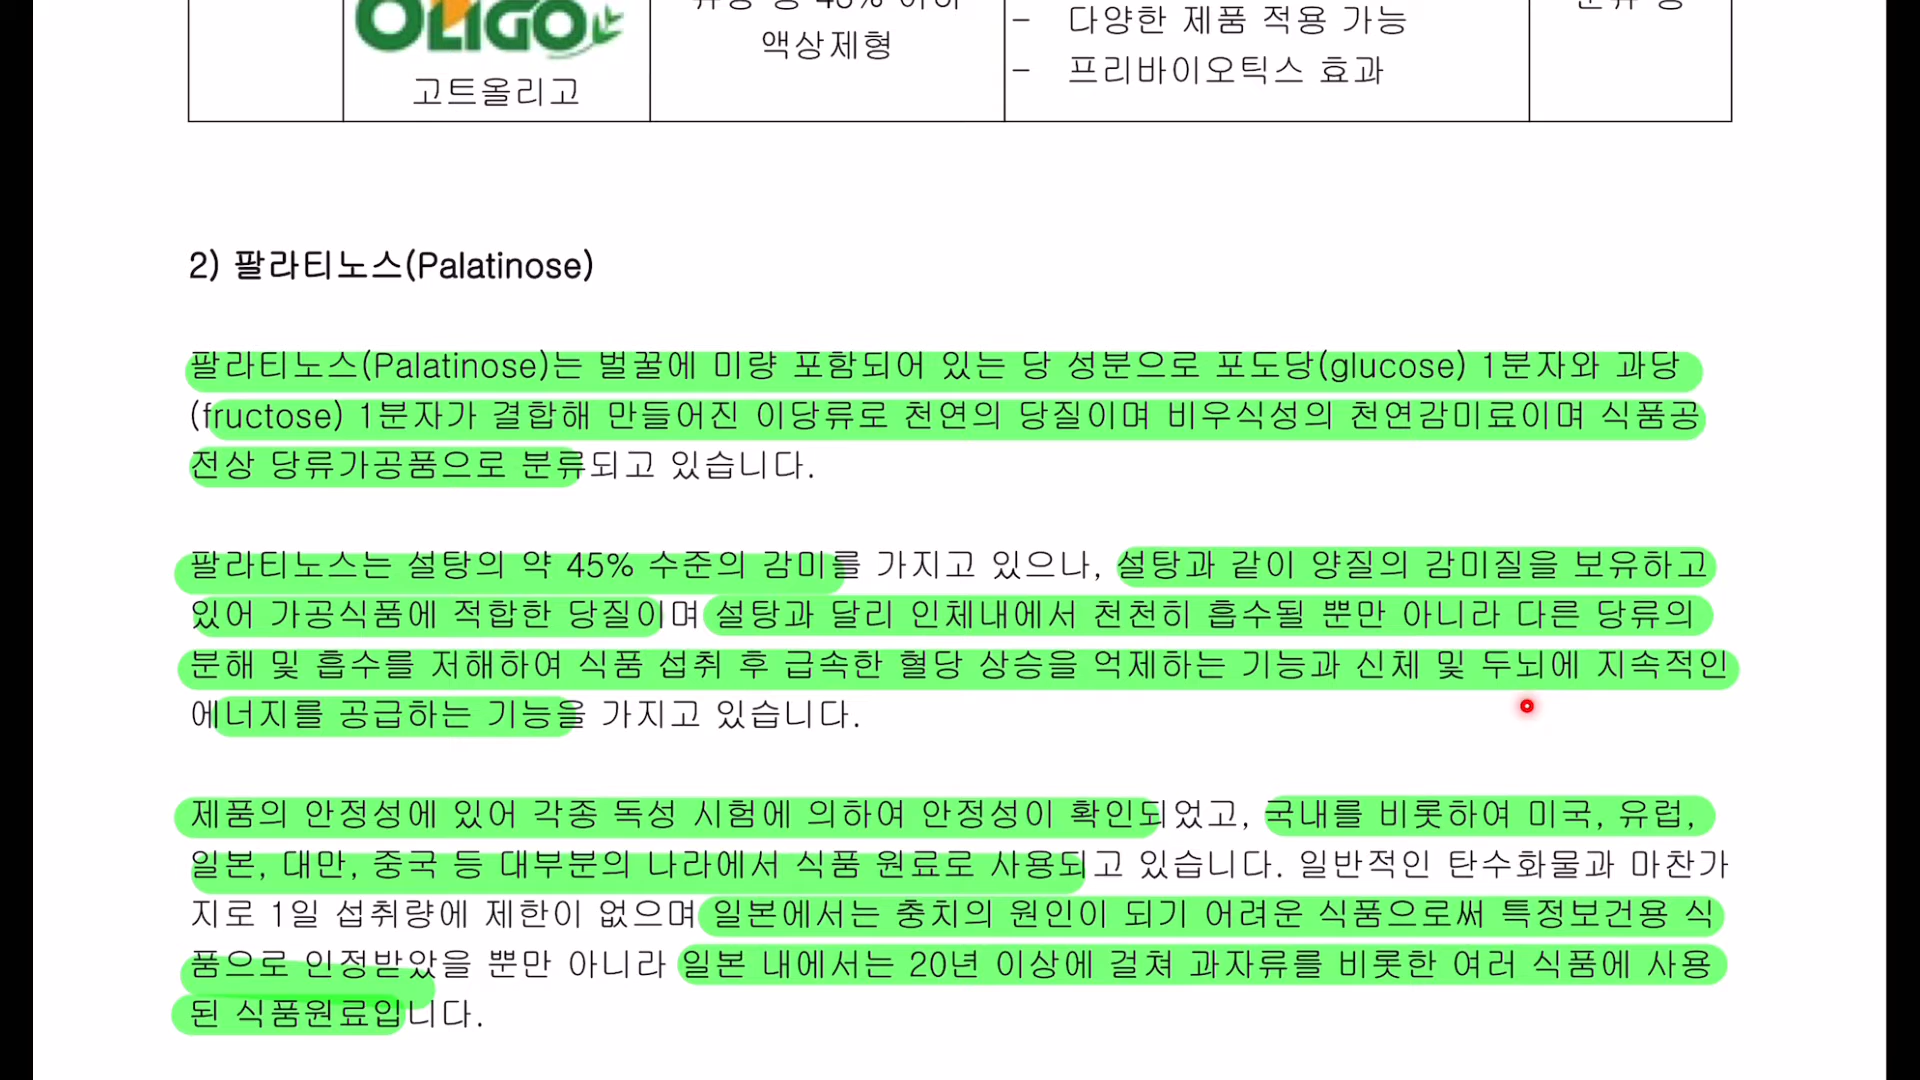 OLIGO
고트올리고
액상제형
- 다양한 제품 적용 가능
- 프리바이오틱스 효과
2) 팔라티노스(Palatinose)
팔라티노스(Palatinose)는 벌꿀에 미량 포함되어 있는 당 성분으로 포도당(glucose) 1분자와 과당
(fructose) 1분자가 결합해 만들어진 이당류로 천연의 당질이며 비우식성의 천연감미료이며 식품공
전상 당류가공품으로 분류되고 있습니다.
팔라티노스는 설탕의 약 45% 수준의 감미를 가지고 있으나, 설탕과 같이 양질의 감미질을 보유하고
있어 가공식품에 적합한 당질이며 설탕과 달리 인체내에서 천천히 흡수될 뿐만 아니라 다른 당류의
분해 및 흡수를 저해하여 식품 섭취 후 급속한 혈당 상승을 억제하는 기능과 신체 및 두뇌에 지속적인
에너지를 공급하는 기능을 가지고 있습니다.
제품의 안정성에 있어 각종 독성 시험에 의하여 안정성이 확인되었고, 국내를 비롯하여 미국, 유럽,
일본, 대만, 중국 등 대부분의 나라에서 식품 원료로 사용되고 있습니다. 일반적인 탄수화물과 마찬가
지로 1일 섭취량에 제한이 없으며 일본에서는 충치의 원인이 되기 어려운 식품으로써 특정보건용 식
품으로 인정받았을 뿐만 아니라 일본 내에서는 20년 이상에 걸쳐 과자류를 비롯한 여러 식품에 사용
된 식품원료입니다.